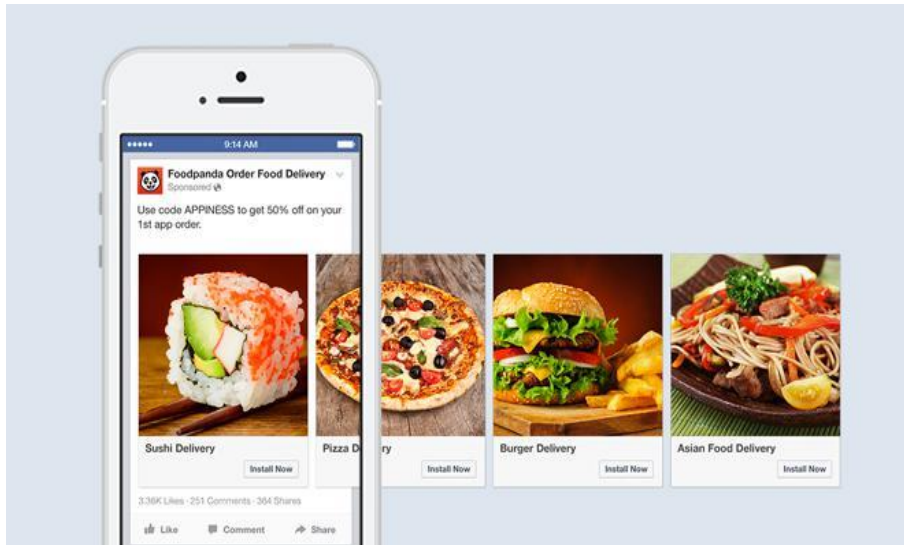 9:14 AM
Foodpanda Order Food Delivery
Sponsored
Use code APPINESS to get 50% off on your
1st app order.
Sushi Delivery
Install Now
Pizza D ry
Install Now
Burger Delivery
Install Now
Asian Food Delivery
Install Now
3.36K Likes · 251 Comments · 364 Shares
Like Comment Share